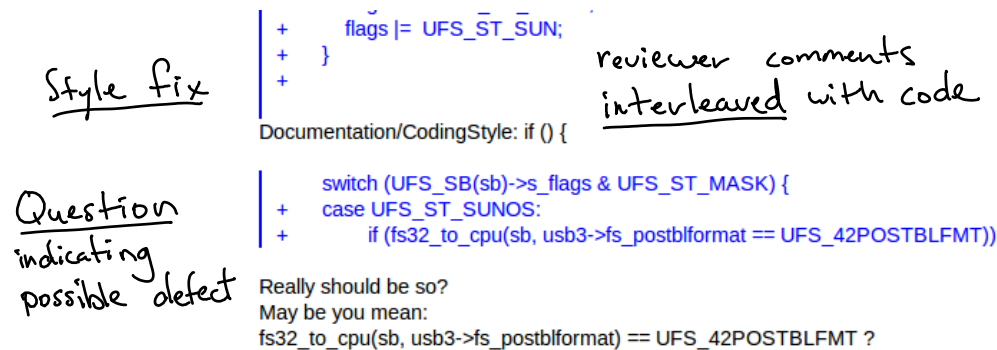 + flags |= UFS_ST_SUN;
+ }
+
Style fix
reviewer comments
interleaved with code
Documentation/CodingStyle: if () {
switch (UFS_SB(sb)->s_flags & UFS_ST_MASK) {
+ case UFS_ST_SUNOS:
+ if (fs32_to_cpu(sb, usb3->fs_postblformat == UFS_42POSTBLFMT))
Question
indicating
possible defect
Really should be so?
May be you mean:
fs32_to_cpu(sb, usb3->fs_postblformat) == UFS_42POSTBLFMT ?